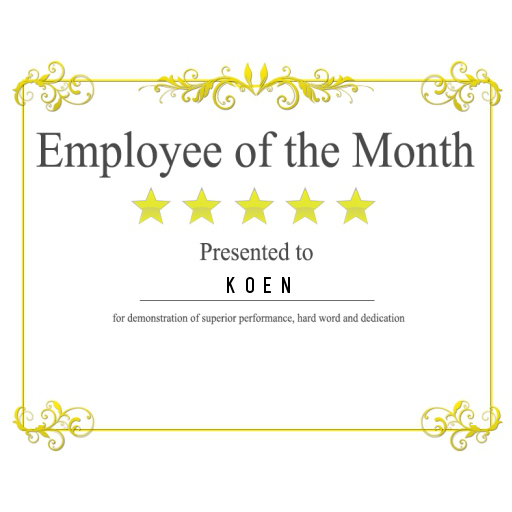 Employee of the Month
Presented to
KOEN
for demonstration of superior performance, hard word and dedication